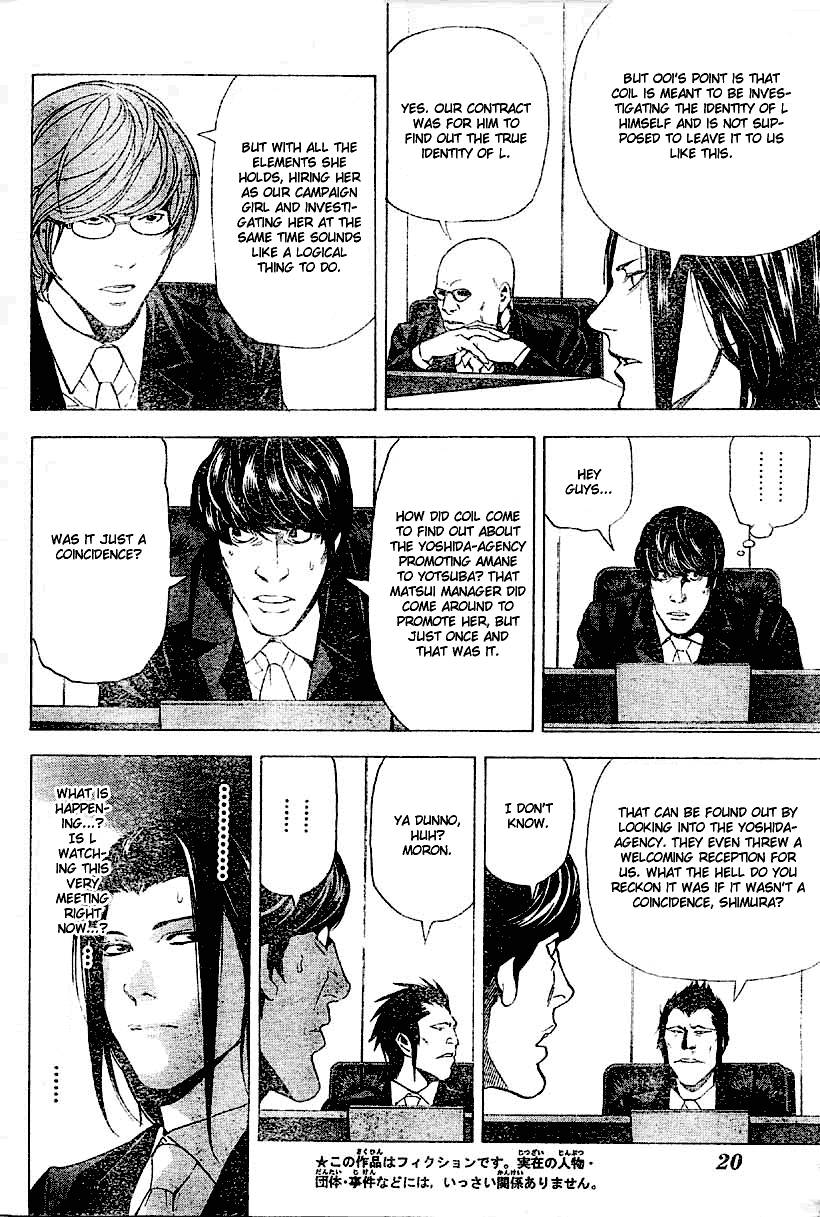 BUT OOI'S POINT IS THAT
COIL IS MEANT TO BE INVES-
TIGATING THE IDENTITY OF L
HIMSELF AND IS NOT SUP-
POSED TO LEAVE IT TO US
LIKE THIS.
YES. OUR CONTRACT
WAS FOR HIM TO
FIND OUT THE TRUE
IDENTITY OF L.
BUT WITH ALL THE
ELEMENTS SHE
HOLDS, HIRING HER
AS OUR CAMPAIGN
GIRL AND INVESTI-
GATING HER AT THE
SAME TIME SOUNDS
LIKE A LOGICAL
THING TO DO.
⋮⋮
HEY
GUYS...
HOW DID COIL COME
TO FIND OUT ABOUT
THE YOSHIDA-AGENCY
PROMOTING AMANE
TO YOTSUBA? THAT
MATSUI MANAGER DID
COME AROUND TO
PROMOTE HER, BUT
JUST ONCE AND
THAT WAS IT.
WAS IT JUST A
COINCIDENCE?
THAT CAN BE FOUND OUT BY
LOOKING INTO THE YOSHIDA-
AGENCY. THEY EVEN THREW A
WELCOMING RECEPTION FOR
US. WHAT THE HELL DO YOU
RECKON IT WAS IF IT WASN'T A
COINCIDENCE, SHIMURA?
I DON'T
KNOW.
YA DUNNO,
HUH?
MORON.
⋮⋮
⋮
WHAT IS
HAPPEN-
ING...?
IS L
WATCH-
ING THIS
VERY
MEETING
RIGHT
NOW...?
⋮
⋮
★この作品はフィクションです。実在の人物・
団体・事件などには、いっさい関係ありません。
20